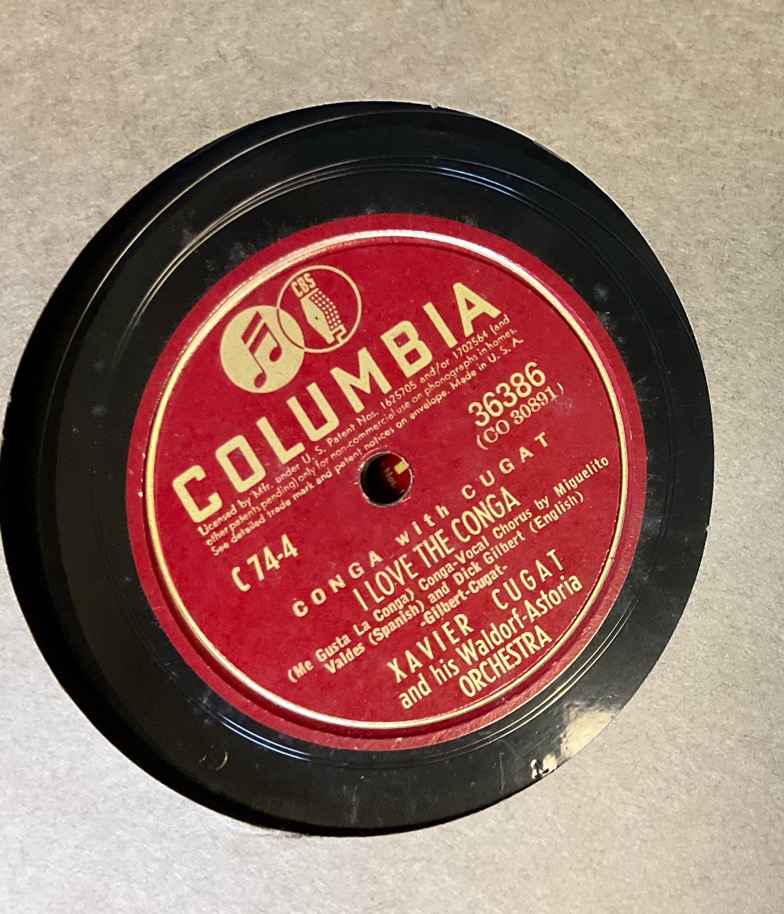 CBS
COLUMBIA
Licensed by Mfr. under U. S. Patent Nos. 1625705 and/or 1702564 (and
other patents pending) only for non-commercial use on phonographs in homes.
See detailed trade mark and patent notices on envelope. Made in U. S. A.
36386
(CO 30891)
C 74-4
CONGA with CUGAT
I LOVE THE CONGA
(Me Gusta La Conga) Conga-Vocal Chorus by Miguelito
Valdes (Spanish) and Dick Gilbert (English)
-Gilbert-Cugat-
XAVIER CUGAT
and his Waldorf-Astoria
ORCHESTRA